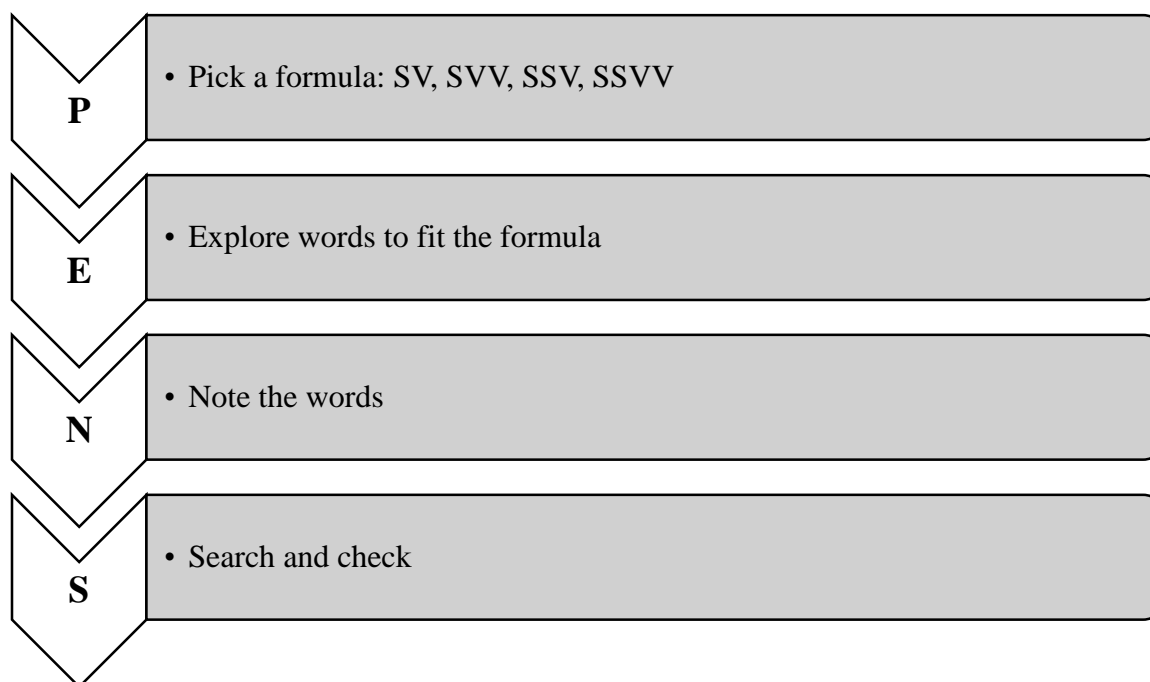 P
• Pick a formula: SV, SVV, SSV, SSVV
E
• Explore words to fit the formula
N
• Note the words
S
• Search and check